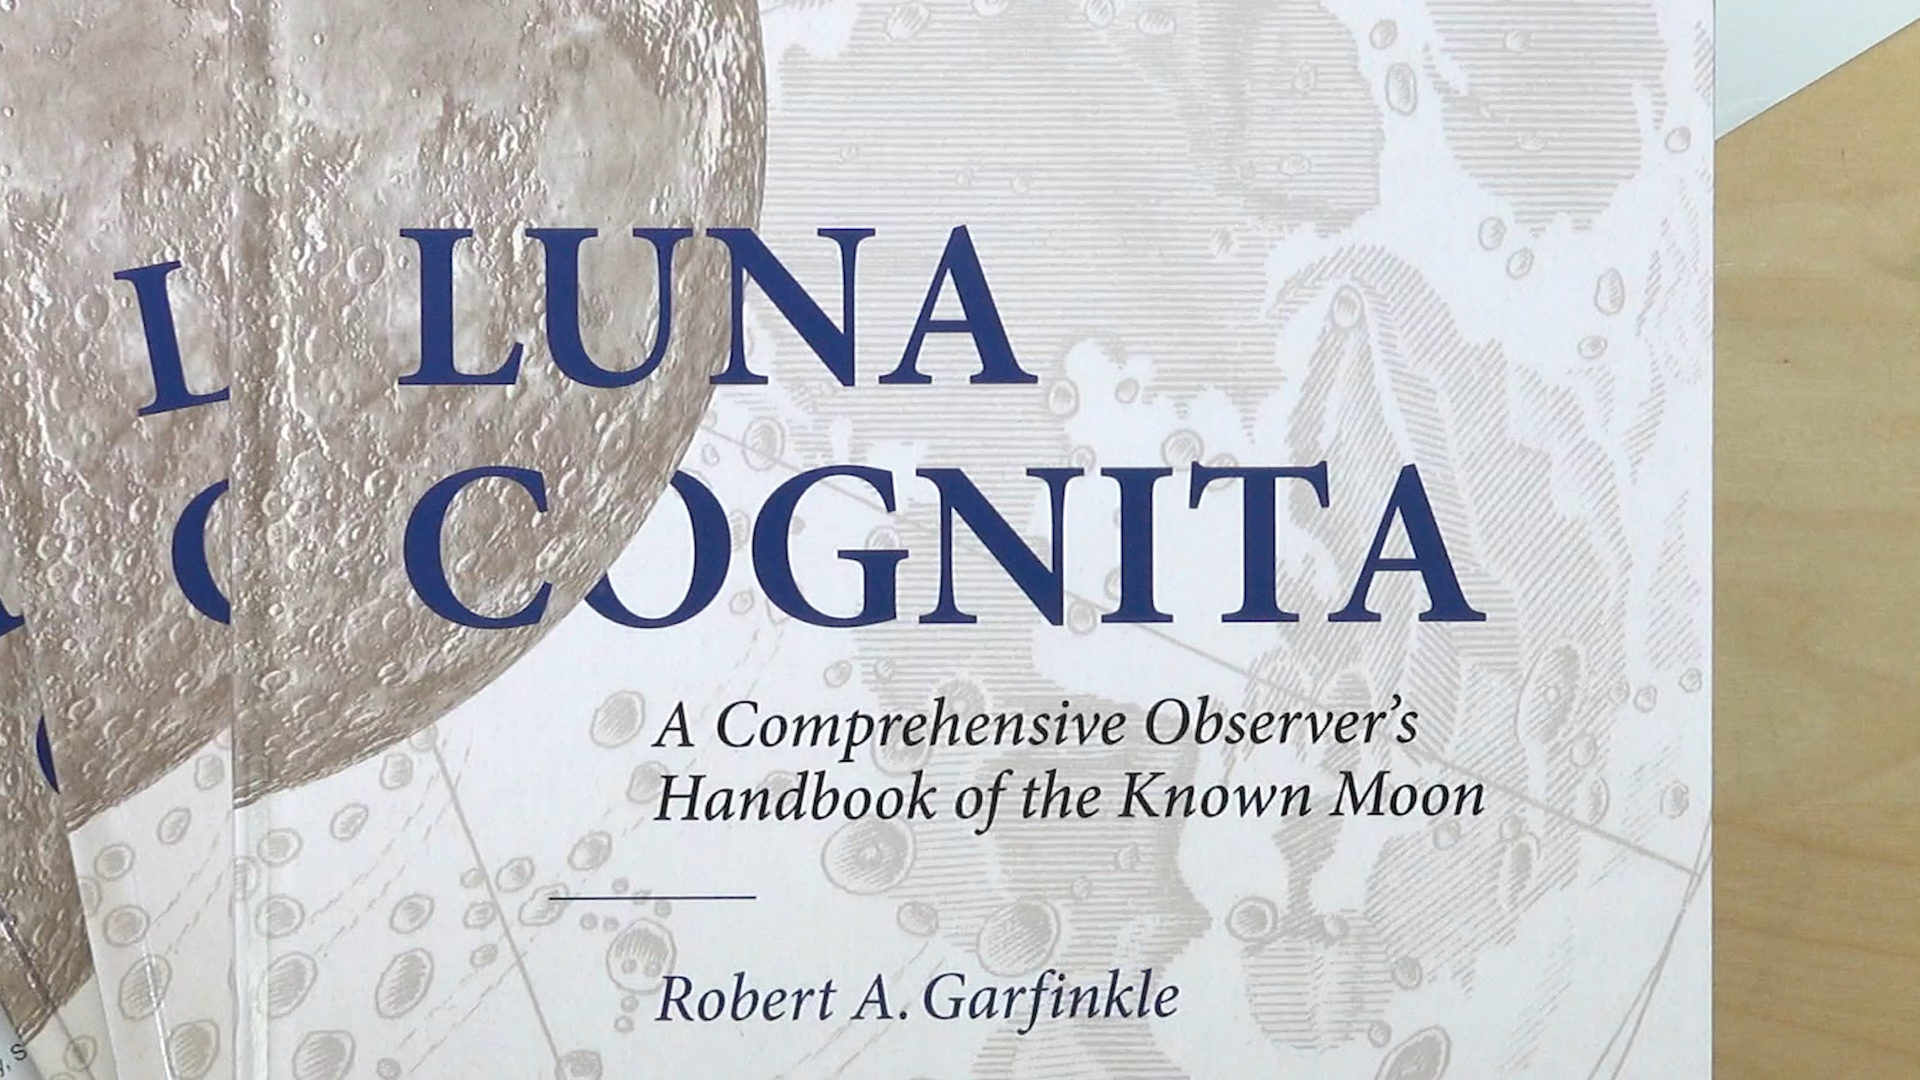 LUNA
COGNITA
A Comprehensive Observer’s
Handbook of the Known Moon
Robert A. Garfinkle